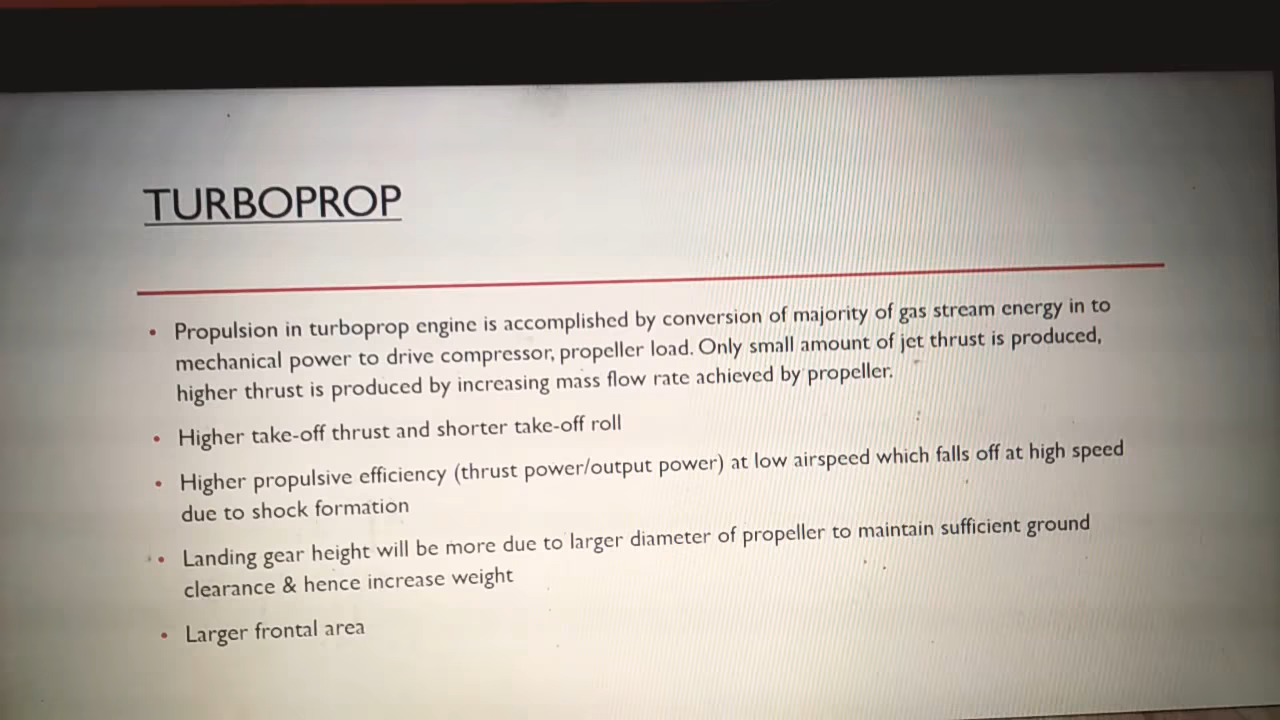 TURBOPROP
• Propulsion in turboprop engine is accomplished by conversion of majority of gas stream energy in to
mechanical power to drive compressor, propeller load. Only small amount of jet thrust is produced,
higher thrust is produced by increasing mass flow rate achieved by propeller.
• Higher take-off thrust and shorter take-off roll
• Higher propulsive efficiency (thrust power/output power) at low airspeed which falls off at high speed
due to shock formation
• Landing gear height will be more due to larger diameter of propeller to maintain sufficient ground
clearance & hence increase weight
• Larger frontal area